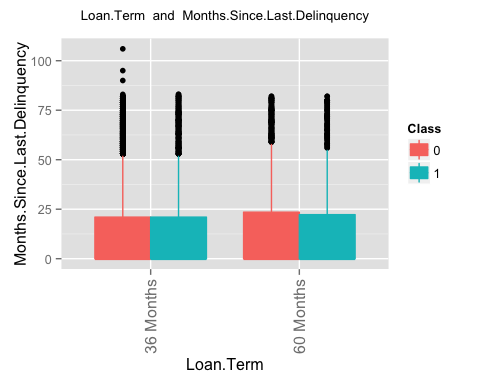 Loan.Term and Months.Since.Last.Delinquency
Months.Since.Last.Delinquency
100
75
50
25
0
36 Months
60 Months
Loan.Term
Class
0
1